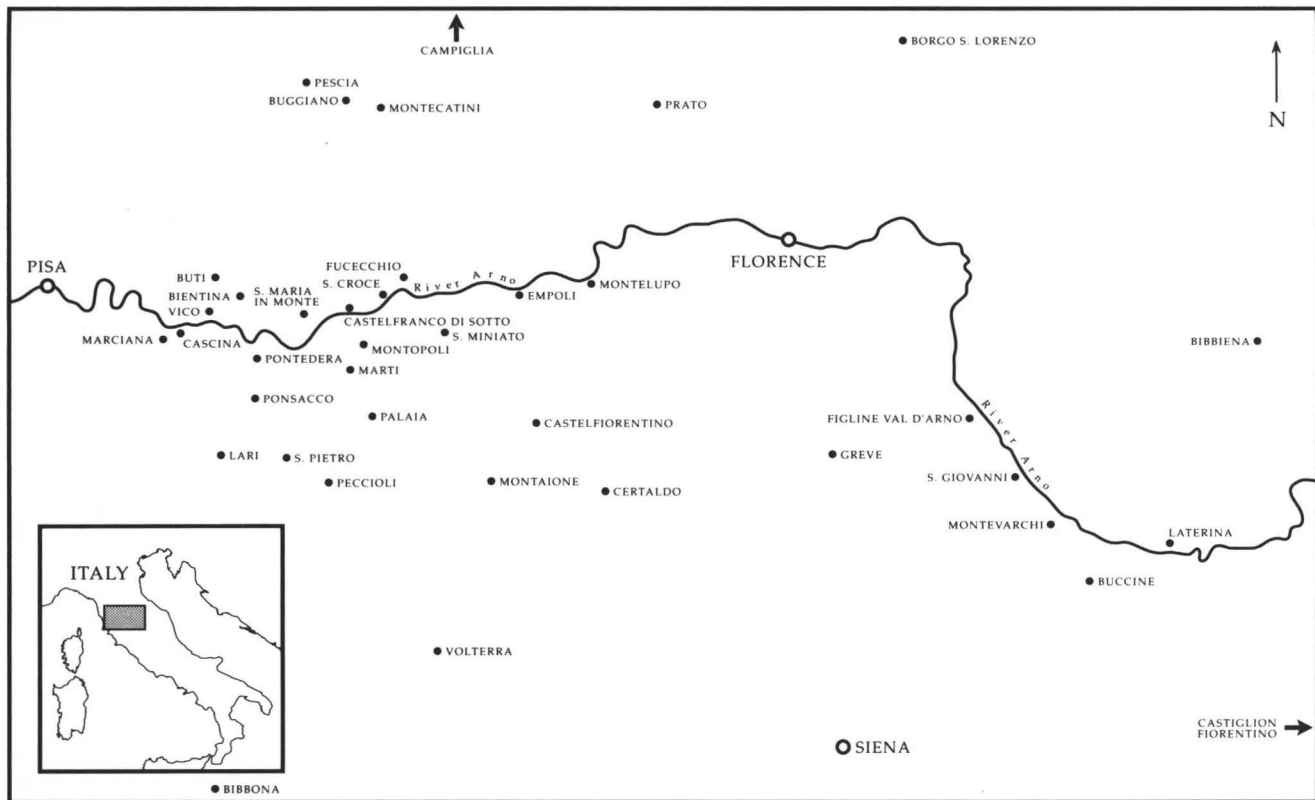 CAMPIGLIA
BORGO S. LORENZO
PESCIA
BUGGIANO
MONTECATINI
PRATO
N
PISA
FLORENCE
BUTI
FUCECCHIO
S. CROCE
River Arno
BIENTINA
S. MARIA
IN MONTE
VICO
EMPOLI
MONTELUPO
CASTELFRANCO DI SOTTO
MARCIANA
CASCINA
S. MINIATO
MONTOPOLI
PONTEDERA
MARTI
BIBBIENA
PONSACCO
PALAIA
CASTELFIORENTINO
FIGLINE VAL D'ARNO
River Arno
LARI
S. PIETRO
GREVE
PECCIOLI
MONTAIONE
CERTALDO
S. GIOVANNI
MONTEVARCHI
LATERINA
BUCCINE
ITALY
VOLTERRA
CASTIGLION
FIORENTINO
SIENA
BIBBONA